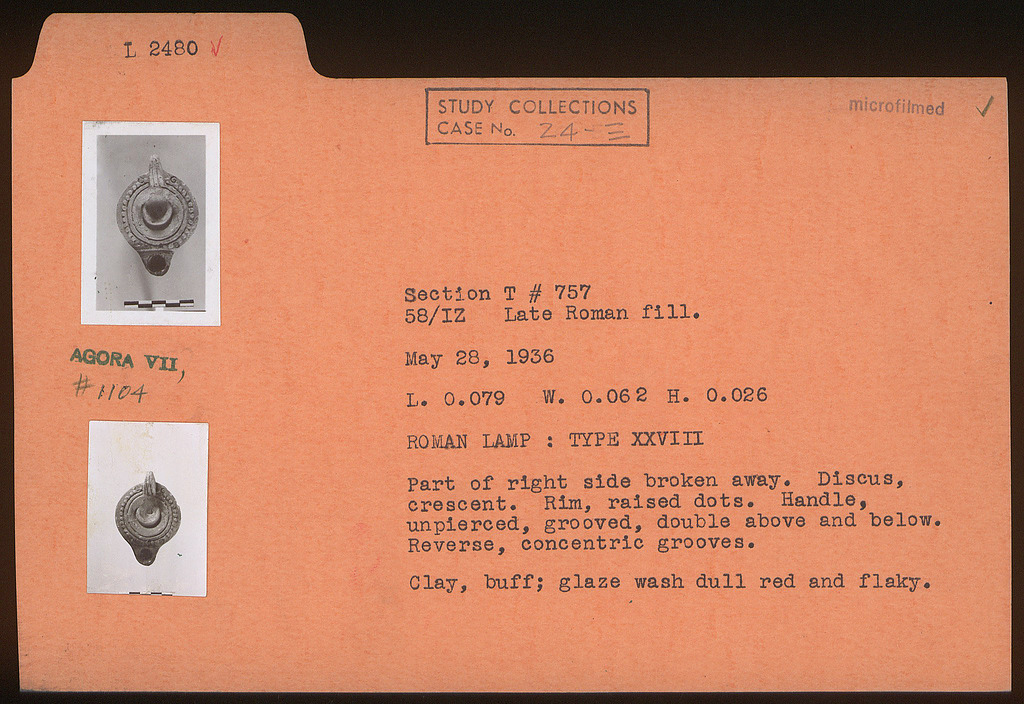 L 2480 √
STUDY COLLECTIONS
CASE No. 24-Ξ
microfilmed ✓
Section T # 757
58/IZ Late Roman fill.
May 28, 1936
L. 0.079 W. 0.062 H. 0.026
ROMAN LAMP : TYPE XXVIII
Part of right side broken away. Discus,
crescent. Rim, raised dots. Handle,
unpierced, grooved, double above and below.
Reverse, concentric grooves.
Clay, buff; glaze wash dull red and flaky.
AGORA VII,
#1104